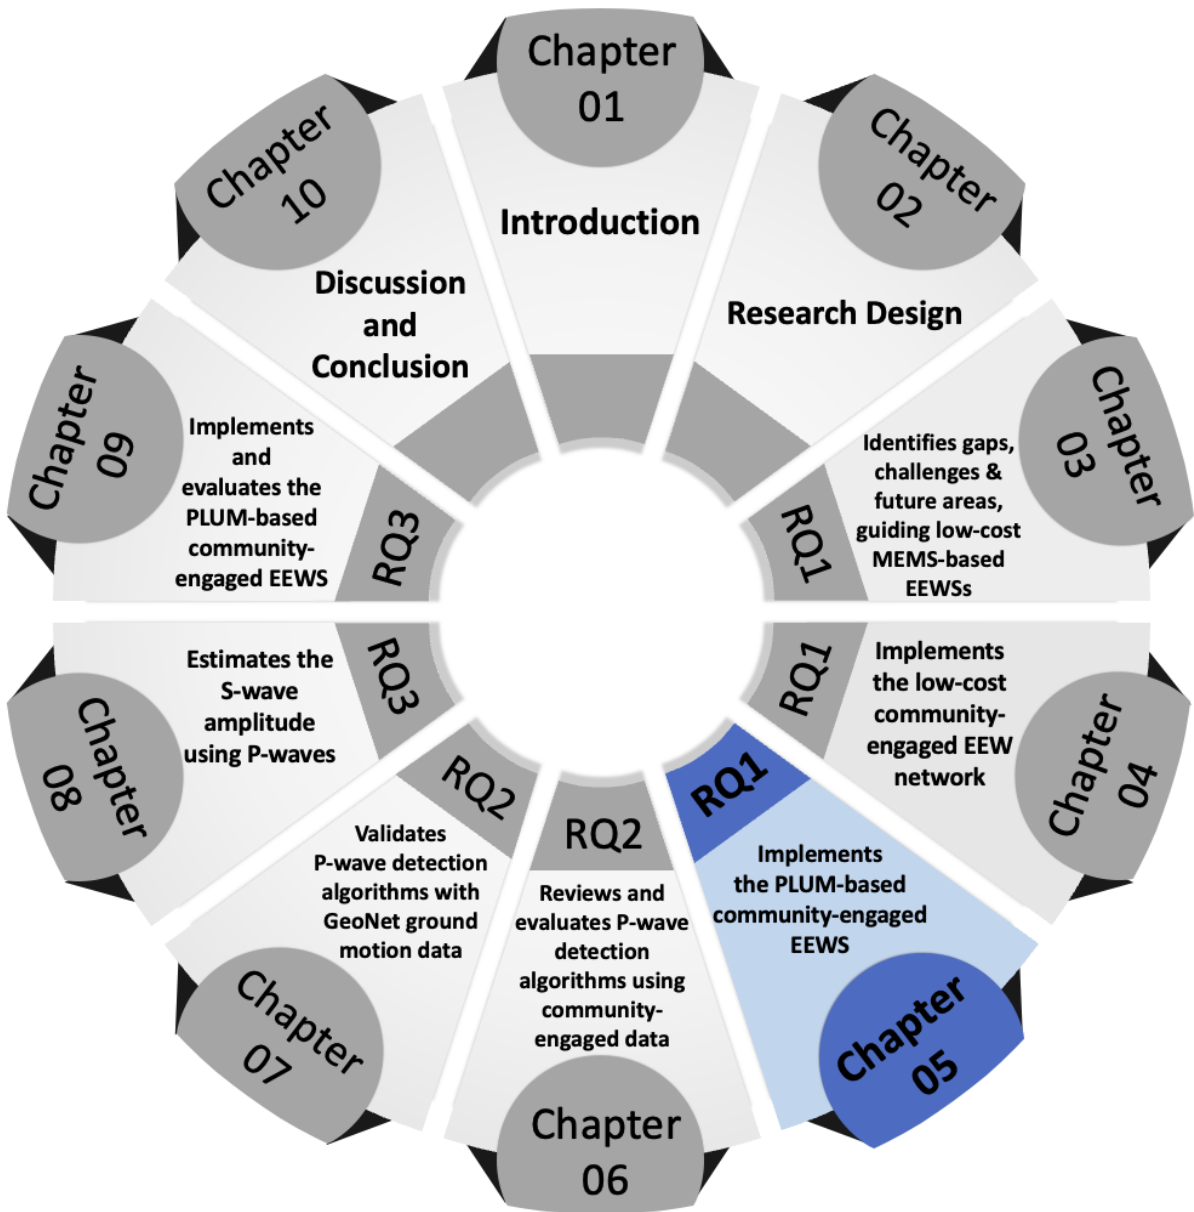 Chapter
01
Introduction
Chapter
02
Research Design
Chapter
03
Identifies gaps,
challenges &
future areas,
guiding low-cost
MEMS-based
EEWSs
RQ1
Chapter
04
Implements
the low-cost
community-
engaged EEW
network
RQ1
Chapter
05
Implements
the PLUM-based
community-engaged
EEWS
RQ1
Chapter
06
Reviews and
evaluates P-wave
detection
algorithms using
community-
engaged data
RQ2
Chapter
07
Validates
P-wave detection
algorithms with
GeoNet ground
motion data
RQ2
Chapter
08
Estimates the
S-wave
amplitude
using P-waves
RQ3
Chapter
09
Implements
and
evaluates the
PLUM-based
community-
engaged EEWS
RQ3
Chapter
10
Discussion
and
Conclusion